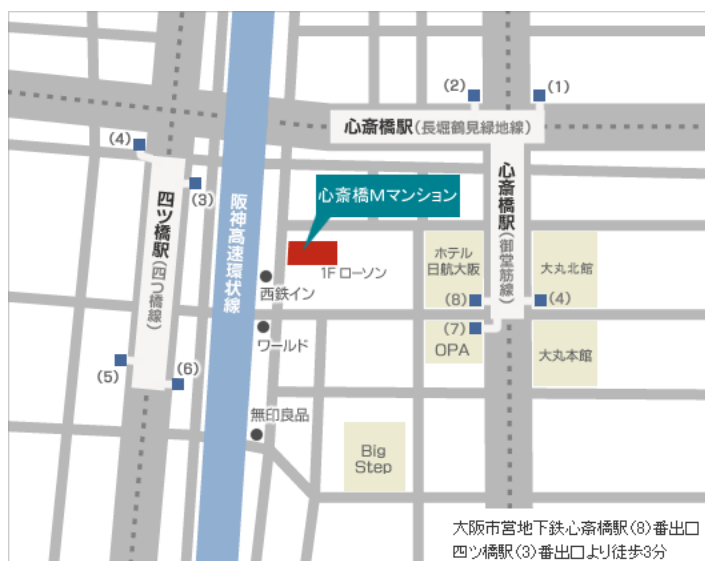 (2)
(1)
心斎橋駅(長堀鶴見緑地線)
(4)
(3)
心斎橋Mマンション
四ツ橋駅(四つ橋線)
阪神高速環状線
心斎橋駅(御堂筋線)
1F ローソン
西鉄イン
ホテル
日航大阪
大丸北館
(8)
(4)
(7)
OPA
大丸本館
ワールド
(5)
(6)
無印良品
Big
Step
大阪市営地下鉄心斎橋駅(8)番出口
四ツ橋駅(3)番出口より徒歩3分